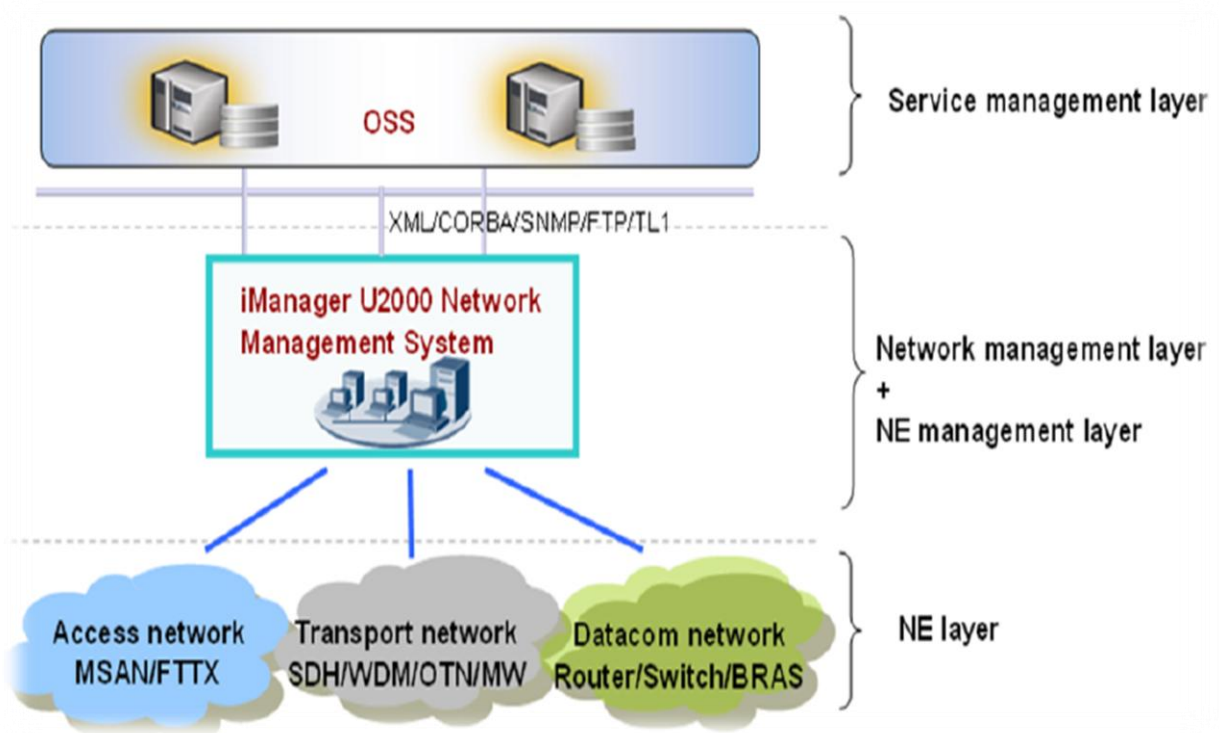 OSS
Service management layer
XML/CORBA/SNMP/FTP/TL1
iManager U2000 Network
Management System
Network management layer
+
NE management layer
Access network
MSAN/FTTX
Transport network
SDH/WDM/OTN/MW
Datacom network
Router/Switch/BRAS
NE layer